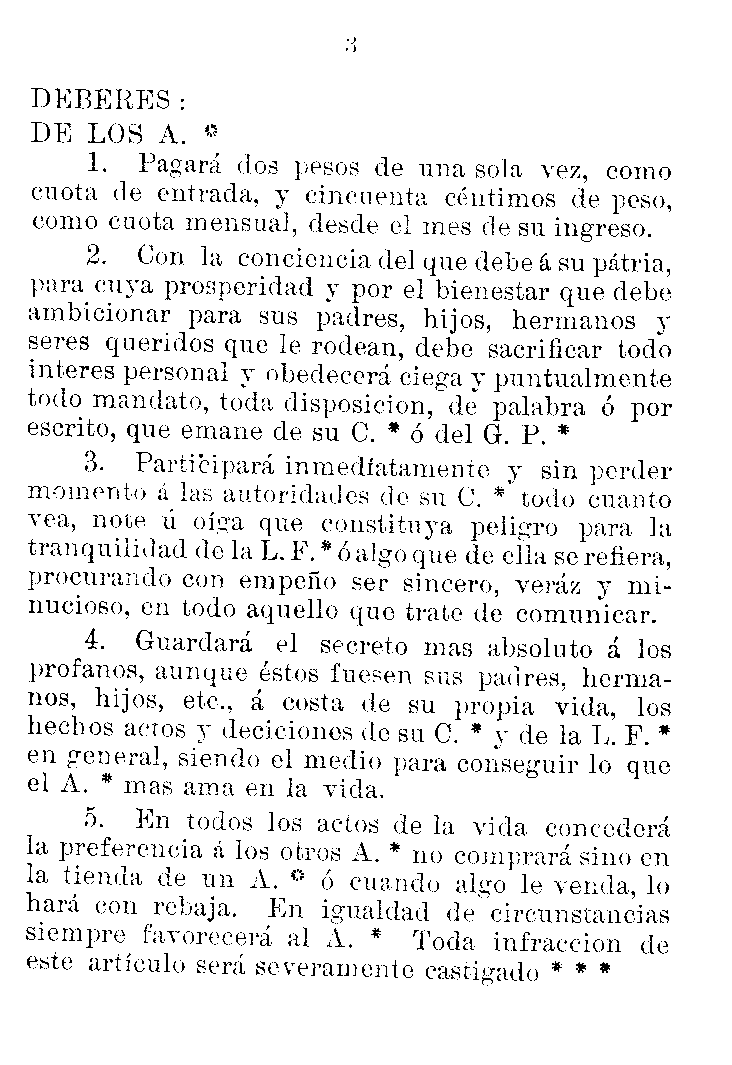 3
DEBERES :
DE LOS A. *
1. Pagará dos pesos de una sola vez, como
cuota de entrada, y cincuenta céntimos de peso,
como cuota mensual, desde el mes de su ingreso.
2. Con la conciencia del que debe á su pátria,
para cuya prosperidad y por el bienestar que debe
ambicionar para sus padres, hijos, hermanos y
seres queridos que le rodean, debe sacrificar todo
interes personal y obedecerá ciega y puntualmente
todo mandato, toda disposicion, de palabra ó por
escrito, que emane de su C. * ó del G. P. *
3. Participará inmediatamente y sin perder
momento á las autoridades de su C. * todo cuanto
vea, note ú oíga que constituya peligro para la
tranquilidad de la L. F. * ó algo que de ella se refiera,
procurando con empeño ser sincero, veráz y mi-
nucioso, en todo aquello que trate de comunicar.
4. Guardará el secreto mas absoluto á los
profanos, aunque éstos fuesen sus padres, herma-
nos, hijos, etc., á costa de su propia vida, los
hechos actos y deciciones de su C. * y de la L. F. *
en general, siendo el medio para conseguir lo que
el A. * mas ama en la vida.
5. En todos los actos de la vida concederá
la preferencia á los otros A. * no comprará sino en
la tienda de un A. * ó cuando algo le venda, lo
hará con rebaja. En igualdad de circunstancias
siempre favorecerá al A. * Toda infraccion de
este artículo será severamente castigado * * *